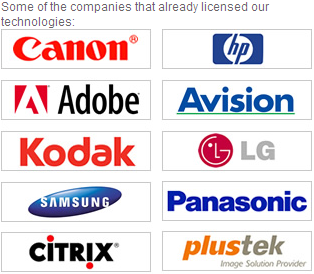 Some of the companies that already licensed our
technologies:
Canon®
hp
Adobe
Avision
Kodak
LG
SAMSUNG
Panasonic
CiTRIX®
plustek
Image Solution Provider